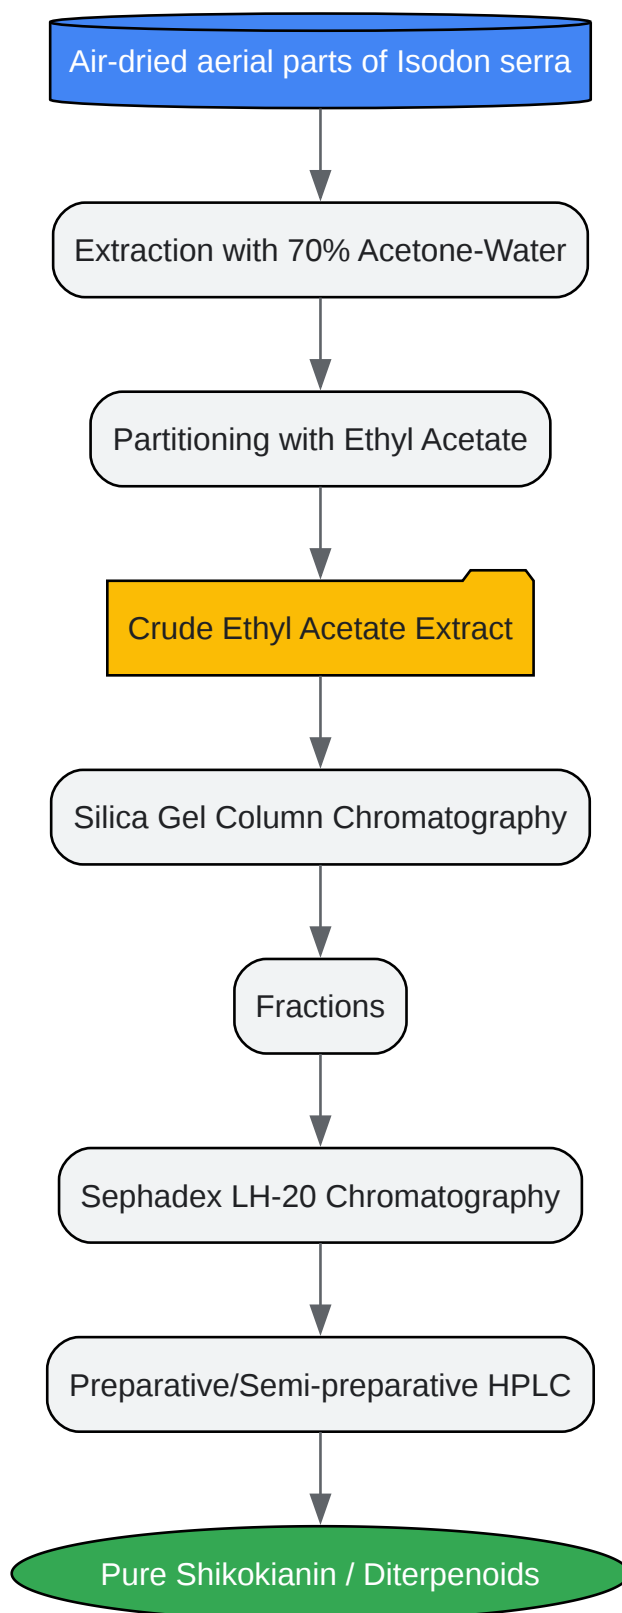 Air-dried aerial parts of Isodon serra
Extraction with 70% Acetone-Water
Partitioning with Ethyl Acetate
Crude Ethyl Acetate Extract
Silica Gel Column Chromatography
Fractions
Sephadex LH-20 Chromatography
Preparative/Semi-preparative HPLC
Pure Shikokianin / Diterpenoids